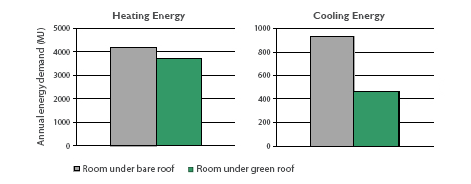 Heating Energy
Cooling Energy
Annual energy demand (MJ)
5000
4000
3000
2000
1000
0
1000
800
600
400
200
0
Room under bare roof
Room under green roof